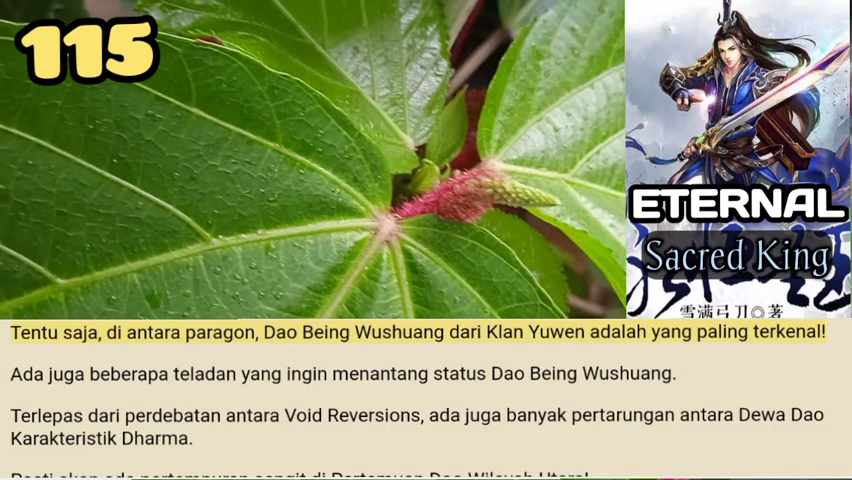 115
ETERNAL
Sacred King
雪满弓刀◎著
Tentu saja, di antara paragon, Dao Being Wushuang dari Klan Yuwen adalah yang paling terkenal!
Ada juga beberapa teladan yang ingin menantang status Dao Being Wushuang.
Terlepas dari perdebatan antara Void Reversions, ada juga banyak pertarungan antara Dewa Dao
Karakteristik Dharma.